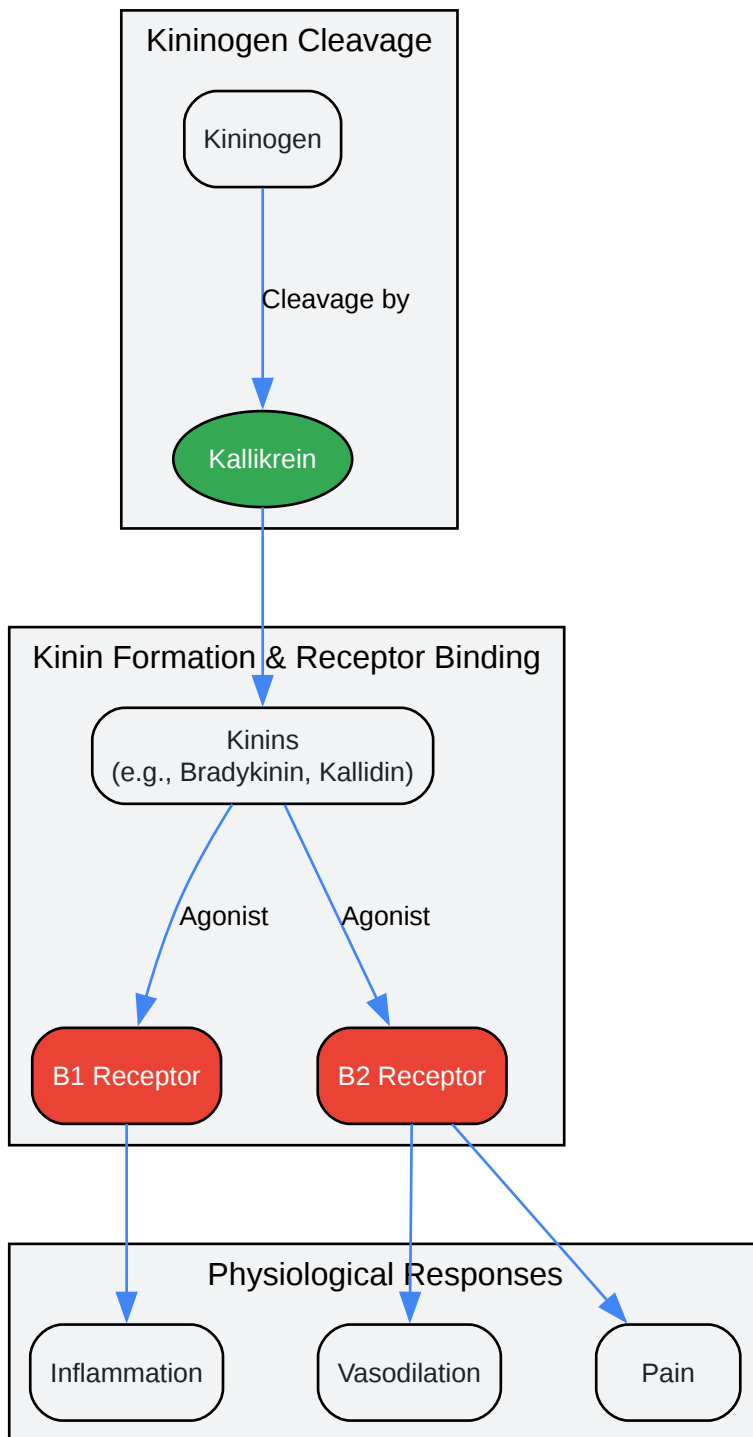 Kininogen Cleavage
Kininogen
Cleavage by
Kallikrein
Kinin Formation & Receptor Binding
Kinins
(e.g., Bradykinin, Kallidin)
Agonist
Agonist
B1 Receptor
B2 Receptor
Physiological Responses
Inflammation
Vasodilation
Pain